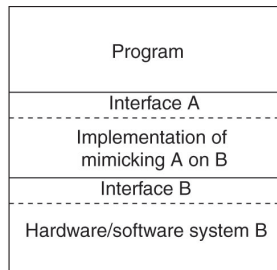 Program
Interface A
Implementation of
mimicking A on B
Interface B
Hardware/software system B